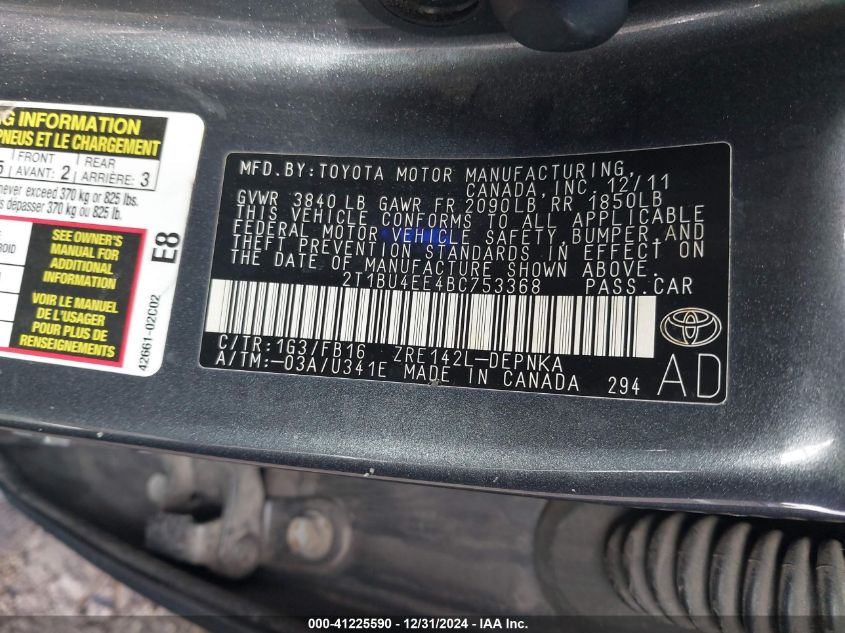 G INFORMATION
PNEUS ET LE CHARGEMENT
5 FRONT REAR
AVANT: 2 ARRIÈRE: 3
never exceed 370 kg or 825 lbs.
370 kg ou 825 lb.
SEE OWNER'S
MANUAL FOR
ADDITIONAL
INFORMATION
VOIR LE MANUEL
DE L'USAGER
POUR PLUS DE
RENSEIGNEMENTS
E8
42661-02C02
MFD.BY:TOYOTA MOTOR MANUFACTURING,
CANADA, INC. 12/11
GVWR 3840LB GAWR FR 2090LB RR 1850LB
THIS VEHICLE CONFORMS TO ALL APPLICABLE
FEDERAL MOTOR VEHICLE SAFETY, BUMPER, AND
THEFT PREVENTION STANDARDS IN EFFECT ON
THE DATE OF MANUFACTURE SHOWN ABOVE.
2T1BU4EE4BC753368 PASS.CAR
C/TR:1G3/FB16 ZRE142L-DEPNKA
A/TM:-03A/U341E MADE IN CANADA 294
AD
000-41225590 - 12/31/2024 - IAA Inc.